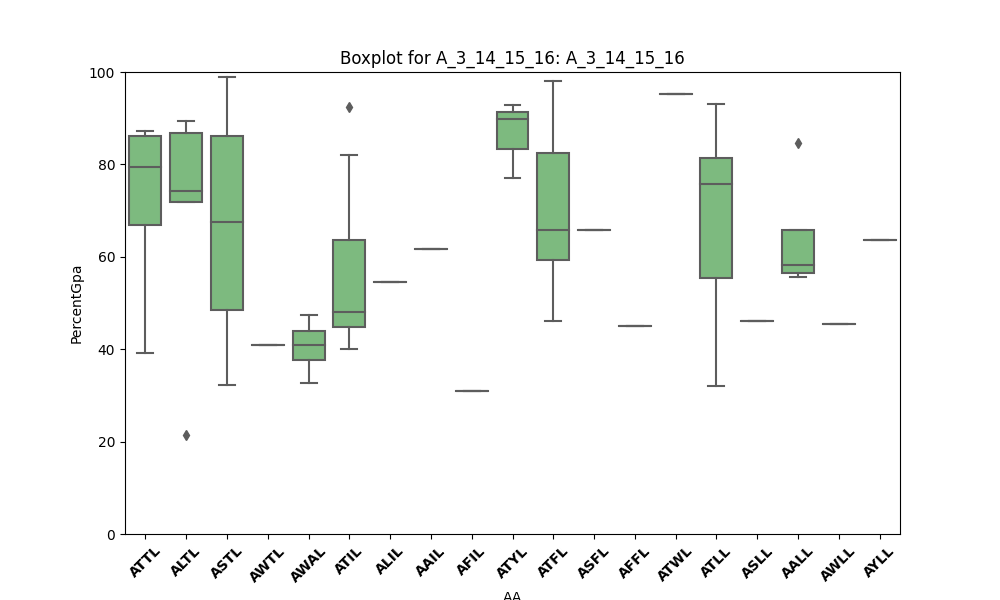 Boxplot for A_3_14_15_16: A_3_14_15_16
100
80
60
40
20
0
PercentGpa
ATTL ALTL ASTL AWTL AWAL ATIL ALIL AAIL AFIL ATYL ATFL ASFL AFFL ATWL ATLL ASLL AALL AWLL AYLL
AA